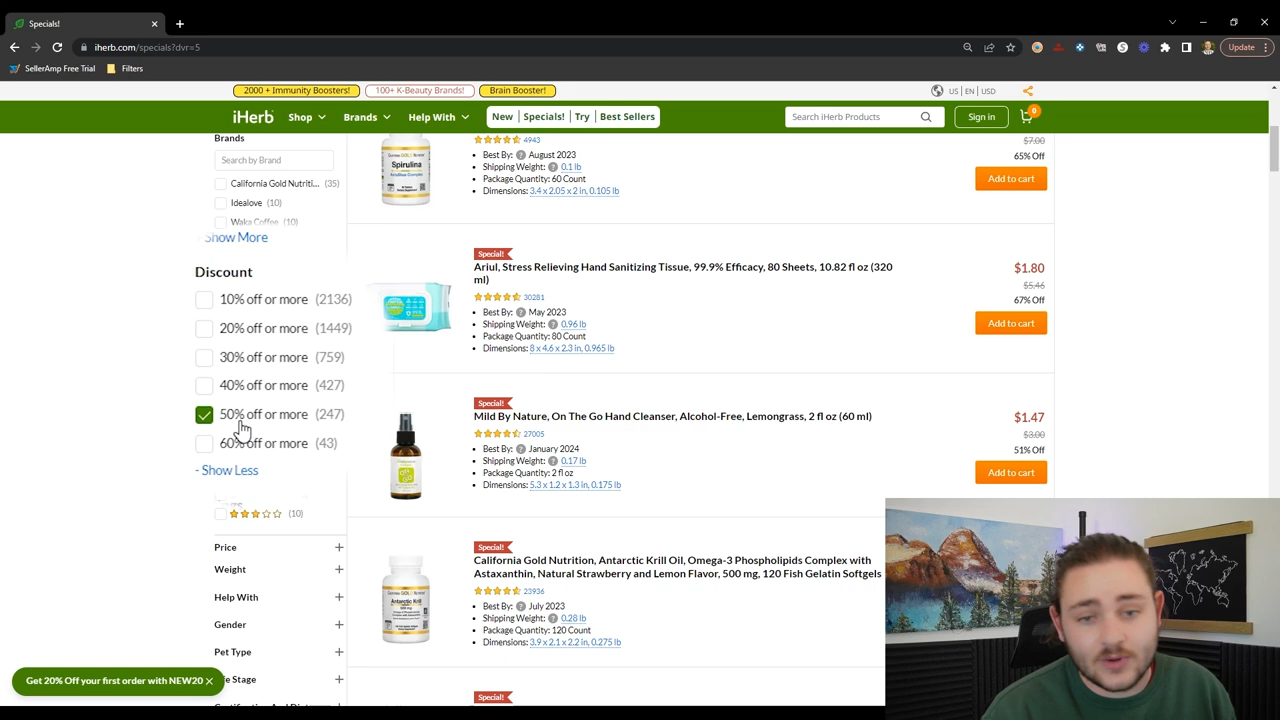 Specials!
iherb.com/specials?dvr=5
Update
SellerAmp Free Trial
Filters
2000 + Immunity Boosters!
100+ K-Beauty Brands!
Brain Booster!
US | EN | USD
iHerb
Shop
Brands
Help With
New
Specials!
Try
Best Sellers
Search iHerb Products
Sign in
0
Brands
Search by Brand
California Gold Nutriti... (35)
Idealove (10)
Waka Coffee (10)
Show More
Discount
10% off or more (2136)
20% off or more (1449)
30% off or more (759)
40% off or more (427)
50% off or more (247)
60% off or more (43)
- Show Less
(10)
Price
Weight
Help With
Gender
Pet Type
Get 20% Off your first order with NEW20
Spirulina
4943
Best By: August 2023
Shipping Weight: 0.1 lb
Package Quantity: 60 Count
Dimensions: 3.4 x 2.05 x 2 in, 0.105 lb
$7.00
65% Off
Add to cart
Special!
Ariul, Stress Relieving Hand Sanitizing Tissue, 99.9% Efficacy, 80 Sheets, 10.82 fl oz (320
ml)
30281
Best By: May 2023
Shipping Weight: 0.96 lb
Package Quantity: 80 Count
Dimensions: 8 x 4.6 x 2.3 in, 0.965 lb
$1.80
$5.46
67% Off
Add to cart
Special!
Mild By Nature, On The Go Hand Cleanser, Alcohol-Free, Lemongrass, 2 fl oz (60 ml)
27005
Best By: January 2024
Shipping Weight: 0.17 lb
Package Quantity: 2 fl oz
Dimensions: 5.3 x 1.2 x 1.3 in, 0.175 lb
$1.47
$3.00
51% Off
Add to cart
Special!
California Gold Nutrition, Antarctic Krill Oil, Omega-3 Phospholipids Complex with
Astaxanthin, Natural Strawberry and Lemon Flavor, 500 mg, 120 Fish Gelatin Softgels
23936
Antarctic Krill
Best By: July 2023
Shipping Weight: 0.28 lb
Package Quantity: 120 Count
Dimensions: 3.9 x 2.1 x 2.2 in, 0.275 lb
Special!